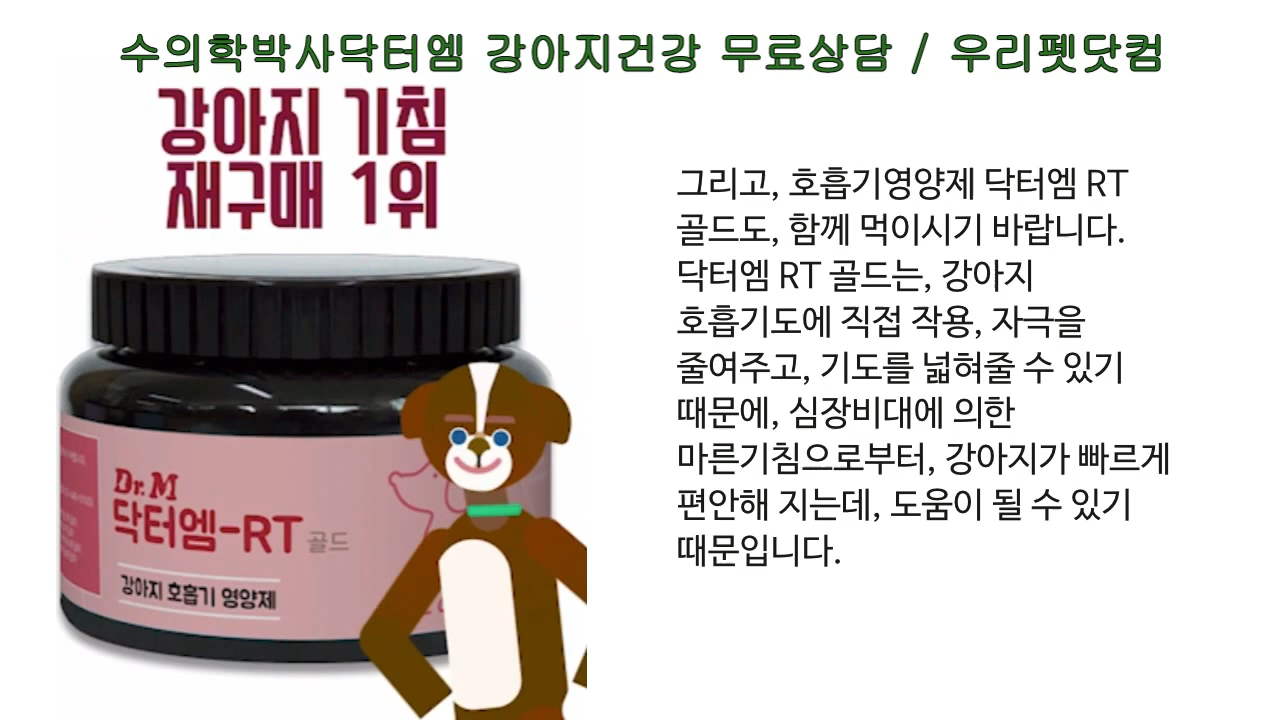 수의학박사닥터엠 강아지건강 무료상담 / 우리펫닷컴
강아지 기침
재구매 1위
Dr.M
닥터엠-RT 골드
강아지 호흡기 영양제
그리고, 호흡기영양제 닥터엠 RT
골드도, 함께 먹이시기 바랍니다.
닥터엠 RT 골드는, 강아지
호흡기도에 직접 작용, 자극을
줄여주고, 기도를 넓혀줄 수 있기
때문에, 심장비대에 의한
마른기침으로부터, 강아지가 빠르게
편안해 지는데, 도움이 될 수 있기
때문입니다.